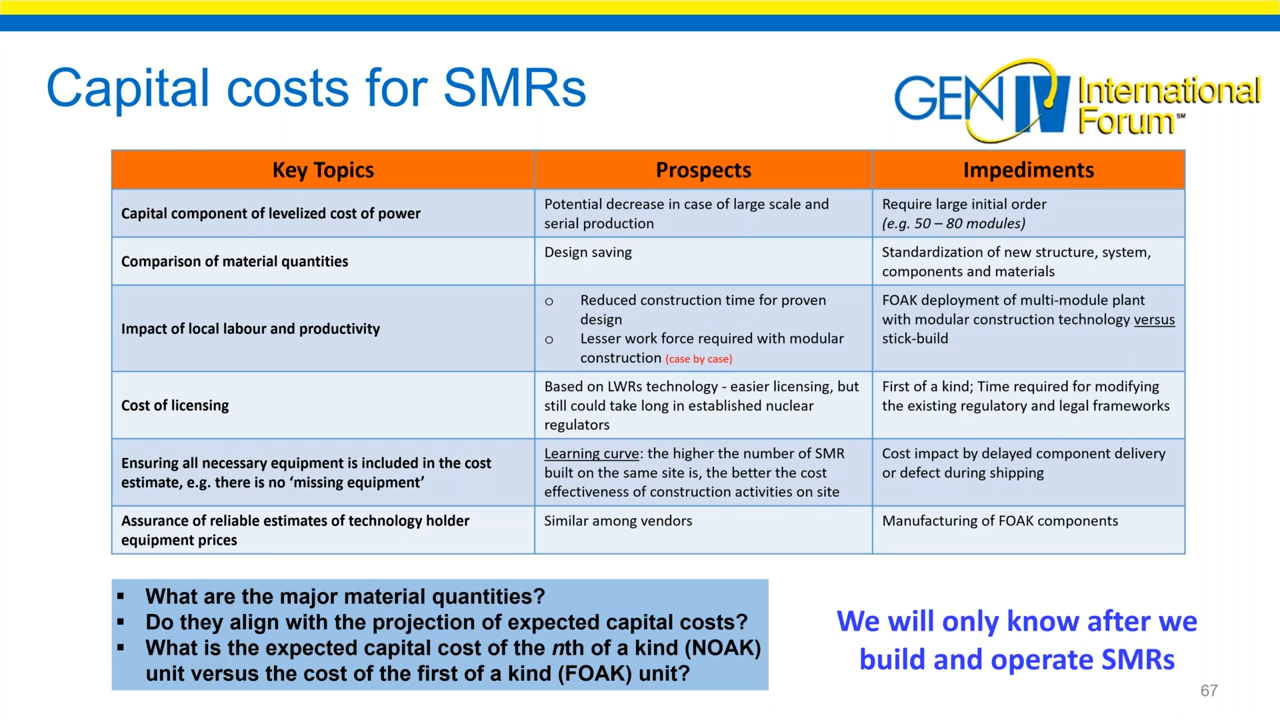 Capital costs for SMRs
GEN IV International
Forum℠
Key Topics
Prospects
Impediments
Capital component of levelized cost of power
Potential decrease in case of large scale and
serial production
Require large initial order
(e.g. 50 – 80 modules)
Comparison of material quantities
Design saving
Standardization of new structure, system,
components and materials
Impact of local labour and productivity
o Reduced construction time for proven
design
o Lesser work force required with modular
construction (case by case)
FOAK deployment of multi-module plant
with modular construction technology versus
stick-build
Cost of licensing
Based on LWRs technology - easier licensing, but
still could take long in established nuclear
regulators
First of a kind; Time required for modifying
the existing regulatory and legal frameworks
Ensuring all necessary equipment is included in the cost
estimate, e.g. there is no ‘missing equipment’
Learning curve: the higher the number of SMR
built on the same site is, the better the cost
effectiveness of construction activities on site
Cost impact by delayed component delivery
or defect during shipping
Assurance of reliable estimates of technology holder
equipment prices
Similar among vendors
Manufacturing of FOAK components
▪ What are the major material quantities?
▪ Do they align with the projection of expected capital costs?
▪ What is the expected capital cost of the nth of a kind (NOAK)
unit versus the cost of the first of a kind (FOAK) unit?
We will only know after we
build and operate SMRs
67